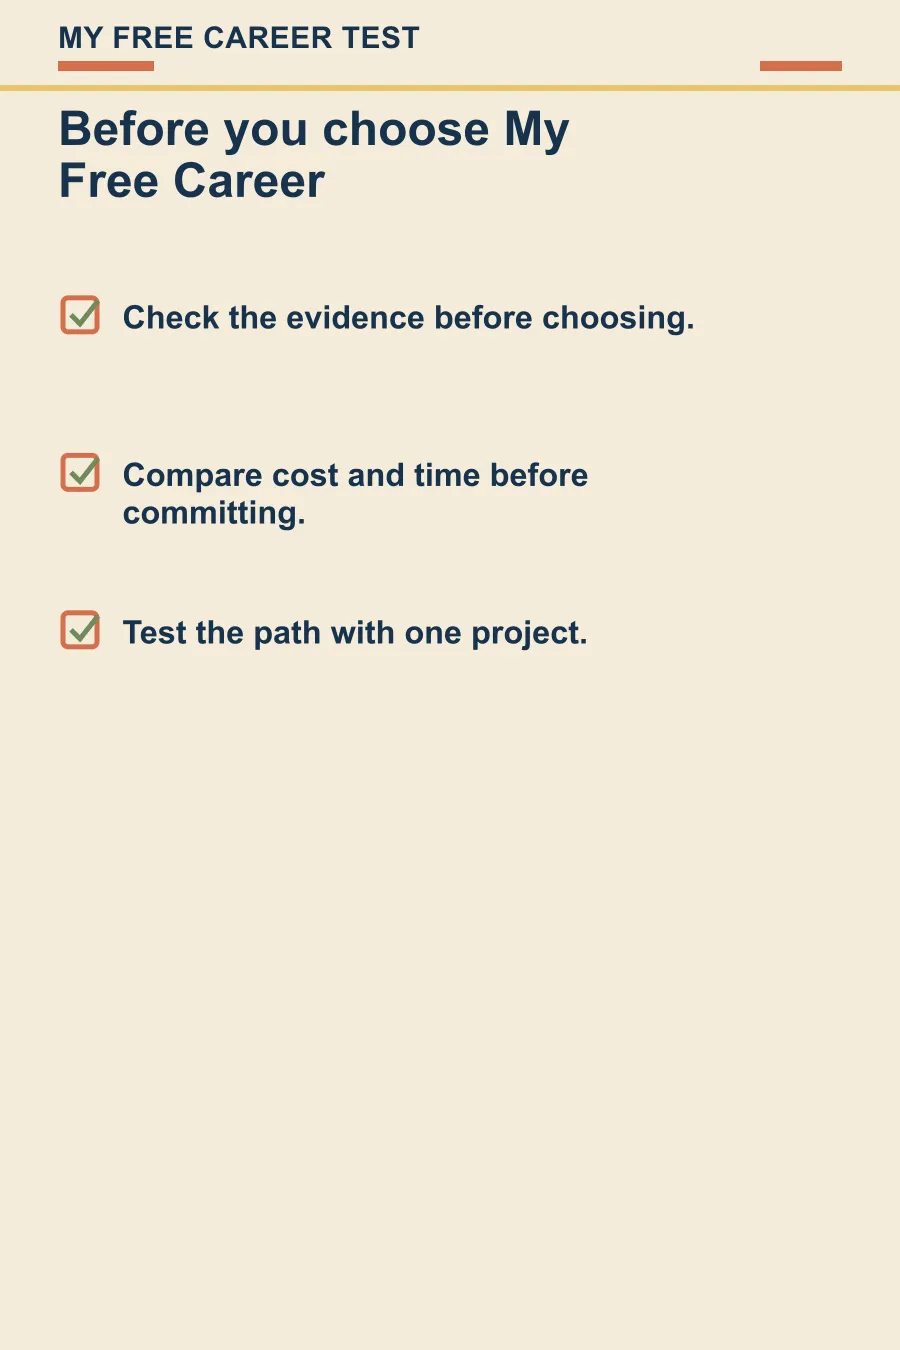 MY FREE CAREER TEST
Before you choose My
Free Career
Check the evidence before choosing.
Compare cost and time before
committing.
Test the path with one project.